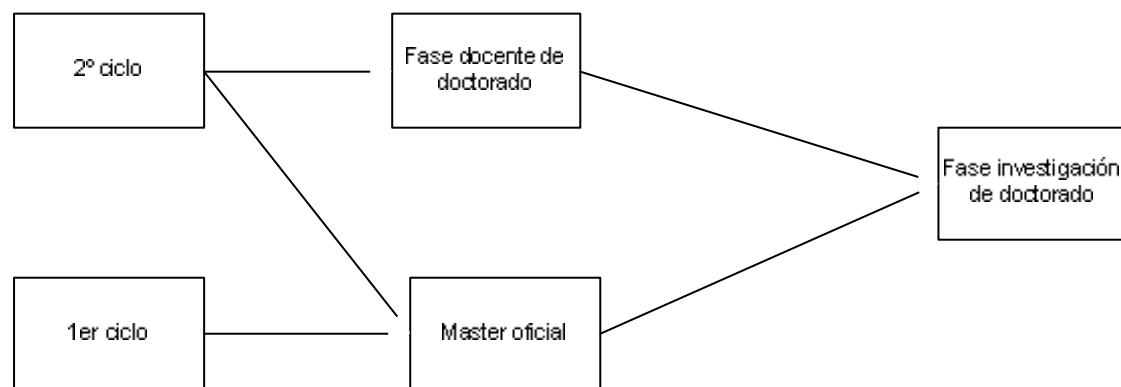 2º ciclo
Fase docente de
doctorado
Fase investigación
de doctorado
1er ciclo
Master oficial